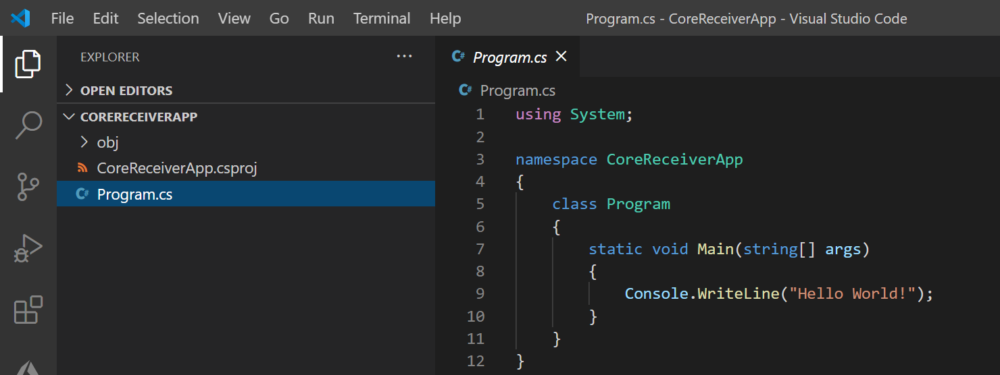 File Edit Selection View Go Run Terminal Help Program.cs - CoreReceiverApp - Visual Studio Code
EXPLORER ···
OPEN EDITORS
CORERECEIVERAPP
obj
CoreReceiverApp.csproj
C# Program.cs
C# Program.cs
C# Program.cs
1 using System;
2
3 namespace CoreReceiverApp
4 {
5 class Program
6 {
7 static void Main(string[] args)
8 {
9 Console.WriteLine("Hello World!");
10 }
11 }
12 }